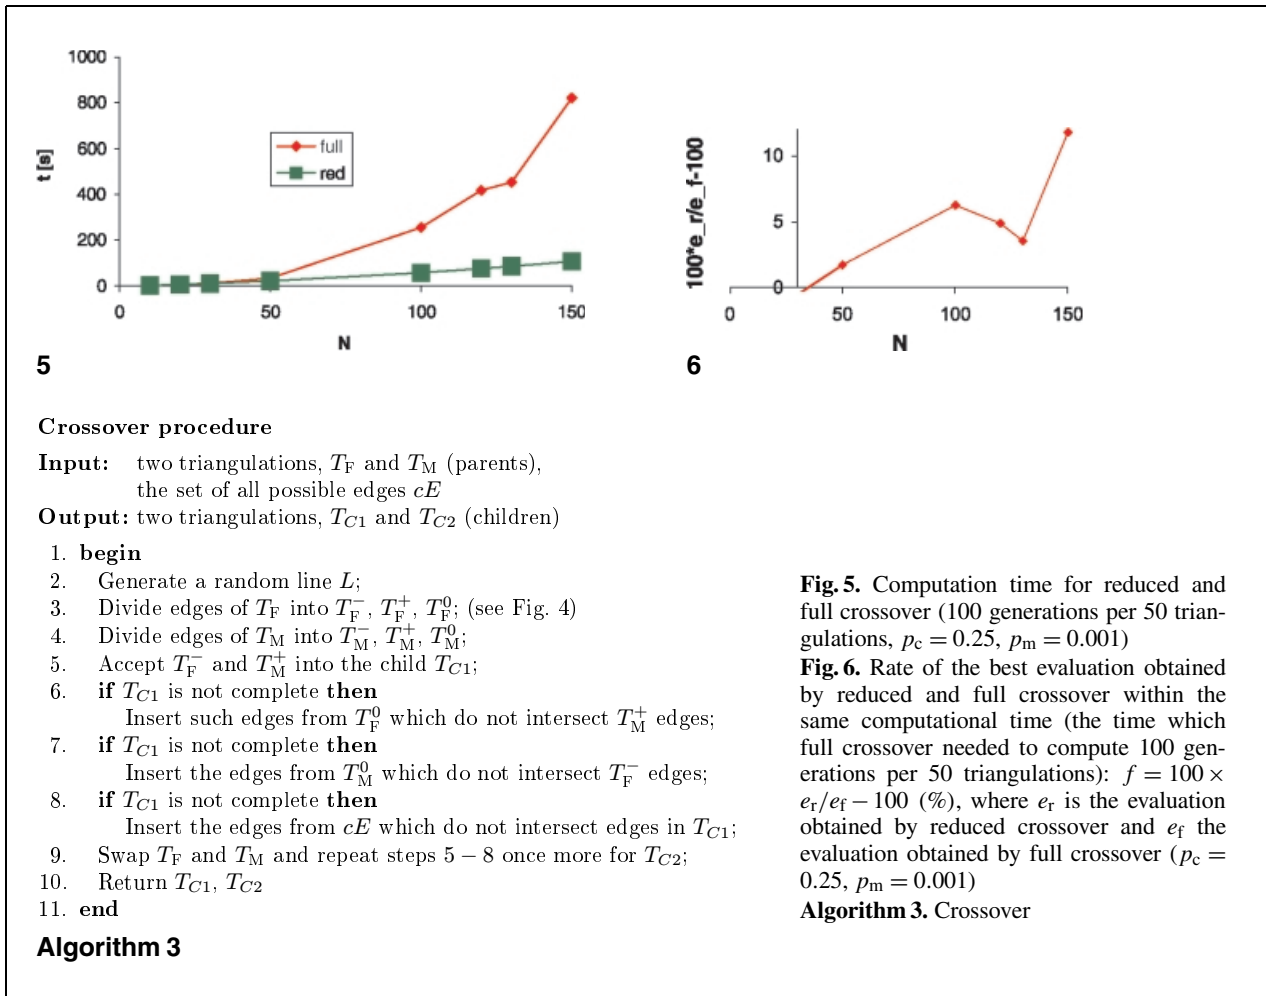 1000
800
600
400
200
0
t [s]
full
red
0 50 100 150
N
5
10
5
0
100*e_r/e_f-100
0 50 100 150
N
6
Crossover procedure
Input: two triangulations, T_F and T_M (parents),
the set of all possible edges cE
Output: two triangulations, T_C1 and T_C2 (children)
1. begin
2. Generate a random line L;
3. Divide edges of T_F into T_F^−, T_F^+, T_F^0; (see Fig. 4)
4. Divide edges of T_M into T_M^−, T_M^+, T_M^0;
5. Accept T_F^− and T_M^+ into the child T_C1;
6. if T_C1 is not complete then
Insert such edges from T_F^0 which do not intersect T_M^+ edges;
7. if T_C1 is not complete then
Insert the edges from T_M^0 which do not intersect T_F^− edges;
8. if T_C1 is not complete then
Insert the edges from cE which do not intersect edges in T_C1;
9. Swap T_F and T_M and repeat steps 5 − 8 once more for T_C2;
10. Return T_C1, T_C2
11. end
Algorithm 3
Fig. 5. Computation time for reduced and
full crossover (100 generations per 50 trian-
gulations, p_c = 0.25, p_m = 0.001)
Fig. 6. Rate of the best evaluation obtained
by reduced and full crossover within the
same computational time (the time which
full crossover needed to compute 100 gen-
erations per 50 triangulations): f = 100 ×
e_r/e_f − 100 (%), where e_r is the evaluation
obtained by reduced crossover and e_f the
evaluation obtained by full crossover (p_c =
0.25, p_m = 0.001)
Algorithm 3. Crossover